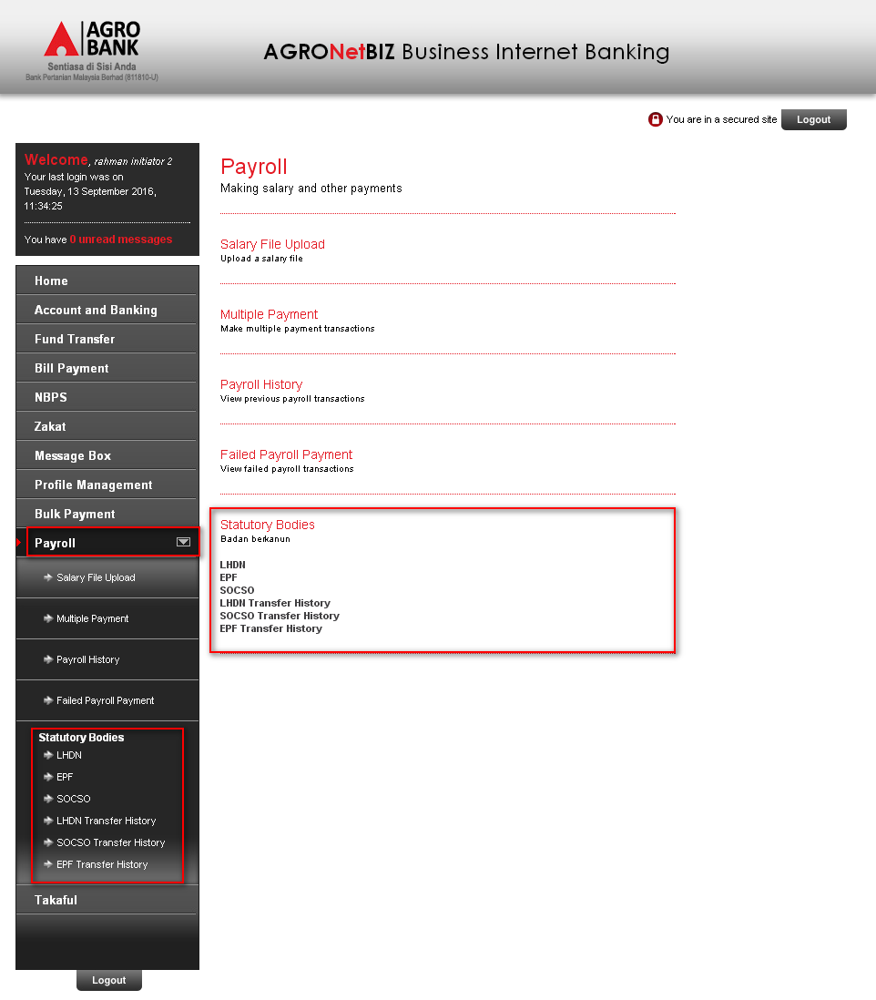 AGRO
BANK
Sentiasa di Sisi Anda
Bank Pertanian Malaysia Berhad (811810-U)
AGRONetBIZ Business Internet Banking
You are in a secured site
Logout
Welcome, rahman initiator 2
Your last login was on
Tuesday, 13 September 2016,
11:34:25
You have 0 unread messages
Home
Account and Banking
Fund Transfer
Bill Payment
NBPS
Zakat
Message Box
Profile Management
Bulk Payment
Payroll
Salary File Upload
Multiple Payment
Payroll History
Failed Payroll Payment
Statutory Bodies
LHDN
EPF
SOCSO
LHDN Transfer History
SOCSO Transfer History
EPF Transfer History
Takaful
Logout
Payroll
Making salary and other payments
Salary File Upload
Upload a salary file
Multiple Payment
Make multiple payment transactions
Payroll History
View previous payroll transactions
Failed Payroll Payment
View failed payroll transactions
Statutory Bodies
Badan berkanun
LHDN
EPF
SOCSO
LHDN Transfer History
SOCSO Transfer History
EPF Transfer History